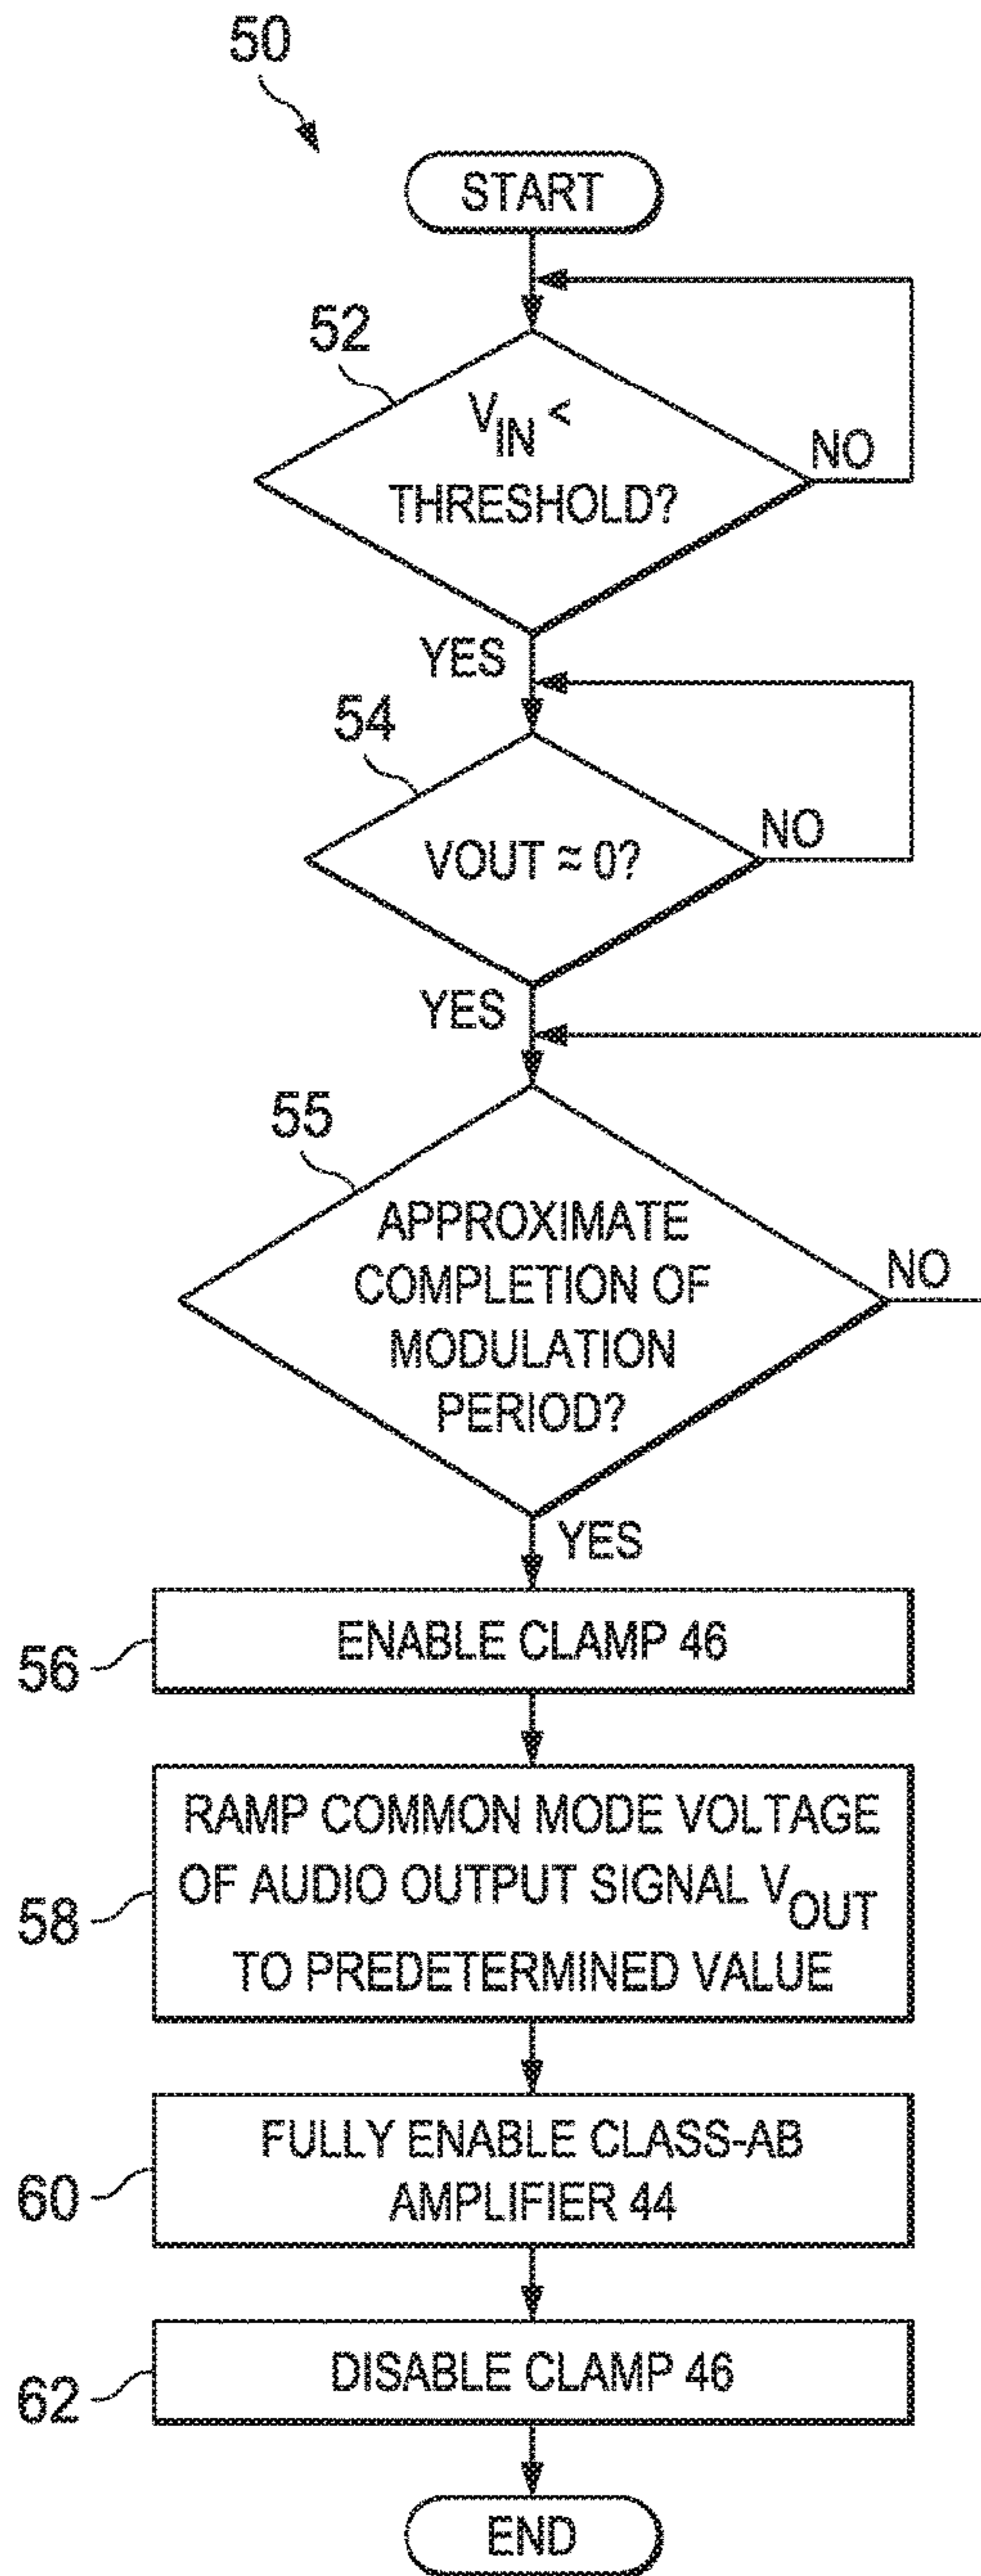 50
START
52
V_IN <
THRESHOLD?
NO
YES
54
VOUT ≈ 0?
NO
YES
55
APPROXIMATE
COMPLETION OF
MODULATION
PERIOD?
NO
YES
56
ENABLE CLAMP 46
58
RAMP COMMON MODE VOLTAGE
OF AUDIO OUTPUT SIGNAL V_OUT
TO PREDETERMINED VALUE
60
FULLY ENABLE CLASS-AB
AMPLIFIER 44
62
DISABLE CLAMP 46
END